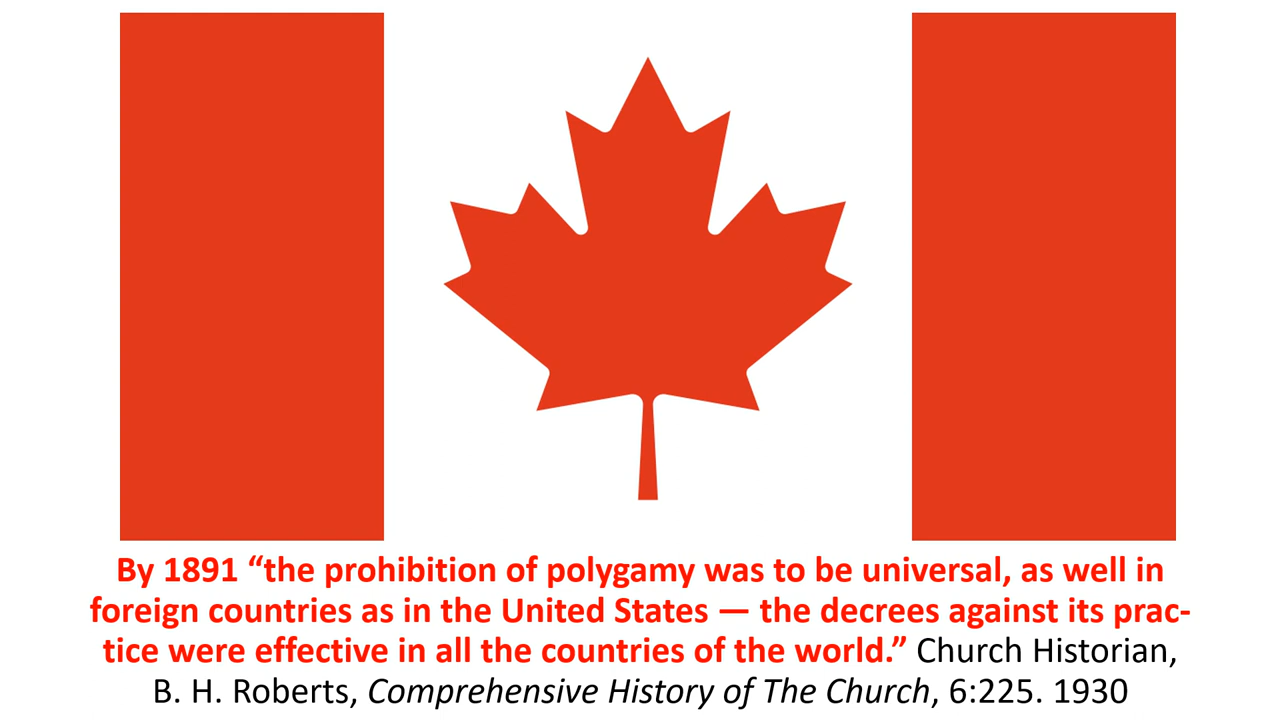 By 1891 “the prohibition of polygamy was to be universal, as well in
foreign countries as in the United States — the decrees against its prac-
tice were effective in all the countries of the world.” Church Historian,
B. H. Roberts, Comprehensive History of The Church, 6:225. 1930